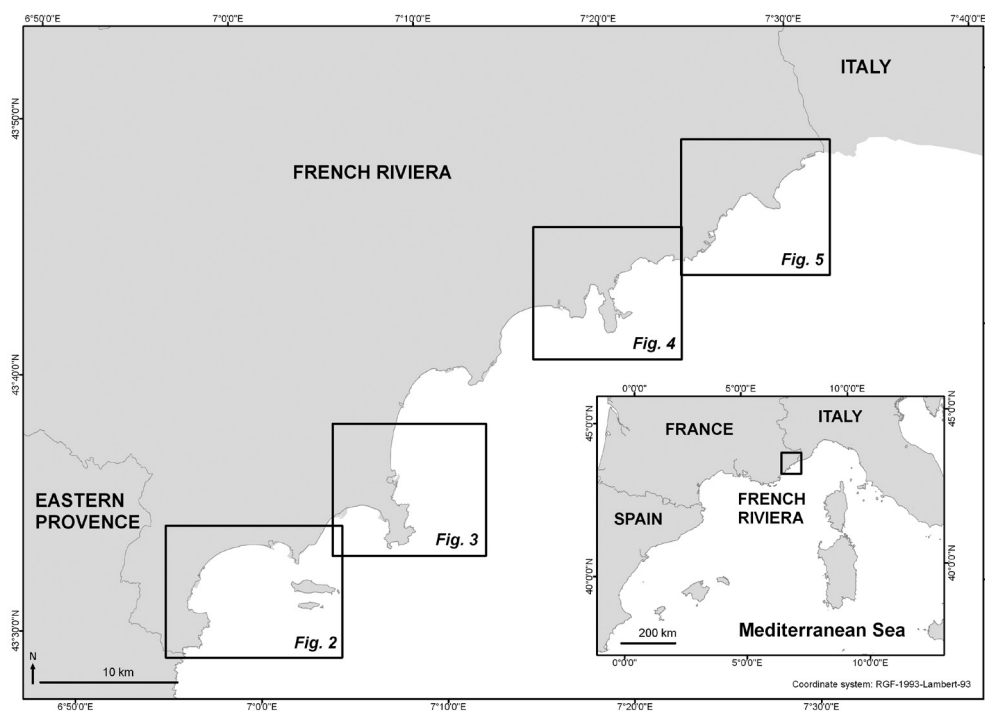 6°50'0"E 7°0'0"E 7°10'0"E 7°20'0"E 7°30'0"E 7°40'0"E
ITALY
43°50'0"N
FRENCH RIVIERA
Fig. 5
Fig. 4
43°40'0"N
0°0'0" 5°0'0"E 10°0'0"E
45°0'0"N
45°0'0"N
FRANCE
ITALY
EASTERN
PROVENCE
Fig. 3
FRENCH
RIVIERA
SPAIN
40°0'0"N
40°0'0"N
43°30'0"N
Fig. 2
200 km
Mediterranean Sea
0°0'0" 5°0'0"E 10°0'0"E
N
10 km
Coordinate system: RGF-1993-Lambert-93
6°50'0"E 7°0'0"E 7°10'0"E 7°20'0"E 7°30'0"E